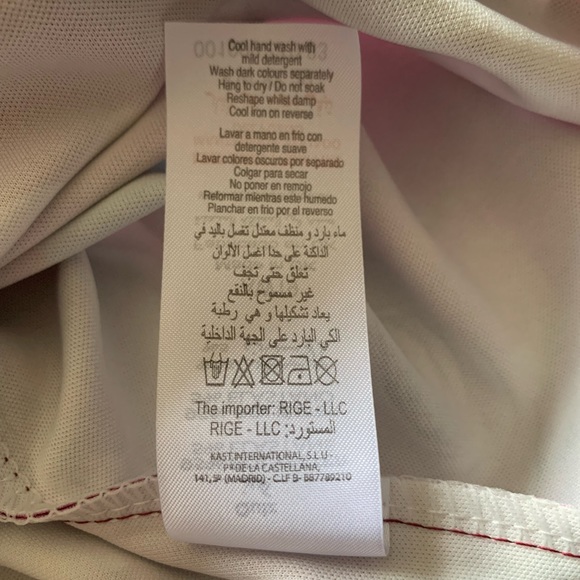 Cool hand wash with
mild detergent
Wash dark colours separately
Hang to dry / Do not soak
Reshape whilst damp
Cool iron on reverse
Lavar a mano en frio con
detergente suave
Lavar colores oscuros por separado
Colgar para secar
No poner en remojo
Reformar mientras este humedo
Planchar en frio por el reverso
ماء بارد و منظف معتدل تغسل باليد في
الداكنة على حدا اغسل الألوان
تعلق حتى تجف
غير مسموح بالنقع
يعاد تشكيلها و هي رطبة
الكي البارد على الجهة الداخلية
The importer: RIGE - LLC
RIGE - LLC :المستورد
KAST INTERNATIONAL, S.L.U -
Pº DE LA CASTELLANA,
141,5º (MADRID) - C.I.F B-887789210